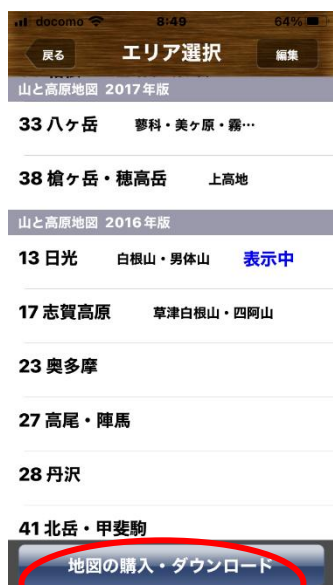 docomo 8:49 64%
戻る エリア選択 編集
山と高原地図 2017年版
33 八ヶ岳 蓼科・美ヶ原・霧…
38 槍ヶ岳・穂高岳 上高地
山と高原地図 2016年版
13 日光 白根山・男体山 表示中
17 志賀高原 草津白根山・四阿山
23 奥多摩
27 高尾・陣馬
28 丹沢
41 北岳・甲斐駒
地図の購入・ダウンロード